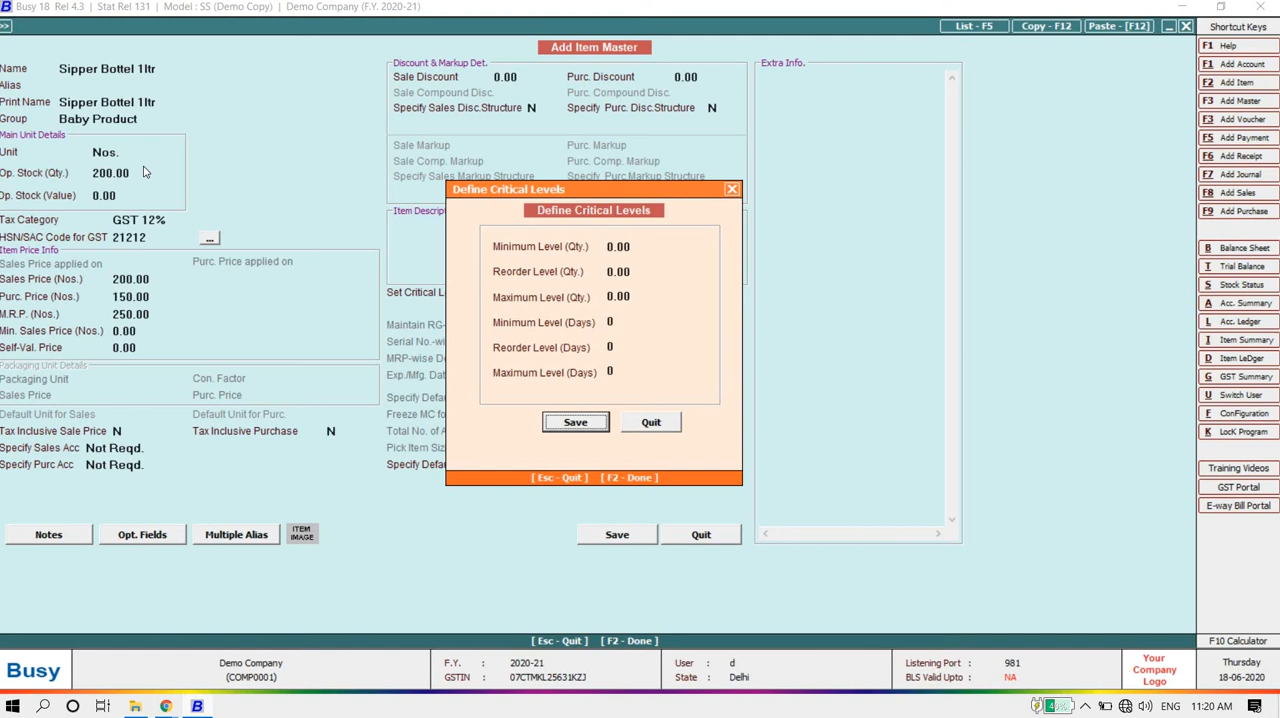 Busy 18 Rel 4.3 | Stat Rel 131 | Model : SS (Demo Copy) | Demo Company (F.Y. 2020-21)
>> List - F5 Copy - F12 Paste - [F12]
Shortcut Keys
Add Item Master
Name Sipper Bottel 1ltr
Alias
Print Name Sipper Bottel 1ltr
Group Baby Product
Main Unit Details
Unit Nos.
Op. Stock (Qty.) 200.00
Op. Stock (Value) 0.00
Tax Category GST 12%
HSN/SAC Code for GST 21212 ...
Item Price Info
Sales Price applied on Purc. Price applied on
Sales Price (Nos.) 200.00
Purc. Price (Nos.) 150.00
M.R.P. (Nos.) 250.00
Min. Sales Price (Nos.) 0.00
Self-Val. Price 0.00
Packaging Unit Details
Packaging Unit Con. Factor
Sales Price Purc. Price
Default Unit for Sales Default Unit for Purc.
Tax Inclusive Sale Price N Tax Inclusive Purchase N
Specify Sales Acc Not Reqd.
Specify Purc Acc Not Reqd.
Notes Opt. Fields Multiple Alias ITEM IMAGE
Discount & Markup Det.
Sale Discount 0.00 Purc. Discount 0.00
Sale Compound Disc. Purc. Compound Disc.
Specify Sales Disc.Structure N Specify Purc. Disc.Structure N
Sale Markup Purc. Markup
Sale Comp. Markup Purc. Comp. Markup
Specify Sales Markup Structure Specify Purc.Markup Structure
Item Descript
Set Critical L
Maintain RG-
Serial No.-wi
MRP-wise De
Exp./Mfg. Date
Specify Defau
Freeze MC fo
Total No. of A
Pick Item Siz
Specify Defau
Save Quit
Extra Info.
Define Critical Levels
Define Critical Levels
Minimum Level (Qty.) 0.00
Reorder Level (Qty.) 0.00
Maximum Level (Qty.) 0.00
Minimum Level (Days) 0
Reorder Level (Days) 0
Maximum Level (Days) 0
Save Quit
[ Esc - Quit ] [ F2 - Done ]
F1 Help
F1 Add Account
F2 Add Item
F3 Add Master
F3 Add Voucher
F5 Add Payment
F6 Add Receipt
F7 Add Journal
F8 Add Sales
F9 Add Purchase
B Balance Sheet
T Trial Balance
S Stock Status
A Acc. Summary
L Acc. Ledger
I Item Summary
D Item LeDger
G GST Summary
U Switch User
F ConFiguration
K LocK Program
Training Videos
GST Portal
E-way Bill Portal
[ Esc - Quit ] [ F2 - Done ]
F10 Calculator
Busy
Demo Company
(COMP0001)
F.Y. : 2020-21
GSTIN : 07CTMKL25631KZJ
User : d
State : Delhi
Listening Port : 981
BLS Valid Upto : NA
Your Company Logo
Thursday
18-06-2020
40% ENG 11:20 AM